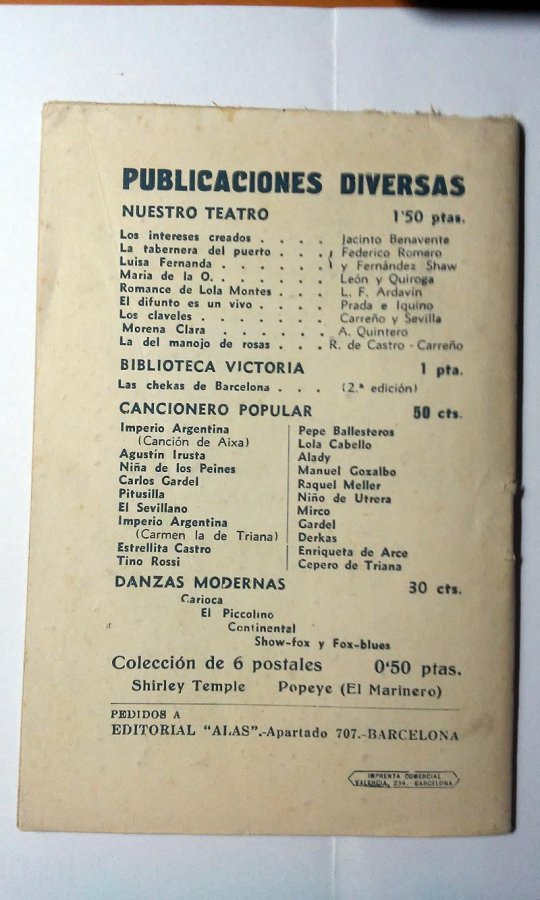 PUBLICACIONES DIVERSAS
NUESTRO TEATRO 1'50 ptas.
Los intereses creados . . . . Jacinto Benavente
La tabernera del puerto . . . . Federico Romero
Luisa Fernanda . . . . . . y Fernández Shaw
María de la O. . . . . . León y Quiroga
Romance de Lola Montes . . . . L. F. Ardavín
El difunto es un vivo . . . . . Prada e Iquino
Los claveles . . . . . . . Carreño y Sevilla
Morena Clara . . . . . . A. Quintero
La del manojo de rosas . . . R. de Castro - Carreño
BIBLIOTECA VICTORIA 1 pta.
Las chekas de Barcelona . . . (2.ª edición)
CANCIONERO POPULAR 50 cts.
Imperio Argentina
(Canción de Aixa)
Agustín Irusta
Niña de los Peines
Carlos Gardel
Pitusilla
El Sevillano
Imperio Argentina
(Carmen la de Triana)
Estrellita Castro
Tino Rossi
Pepe Ballesteros
Lola Cabello
Alady
Manuel Gozalbo
Raquel Meller
Niño de Utrera
Mirco
Gardel
Derkas
Enriqueta de Arce
Cepero de Triana
DANZAS MODERNAS 30 cts.
Carioca
El Piccolino
Continental
Show-fox y Fox-blues
Colección de 6 postales 0'50 ptas.
Shirley Temple Popeye (El Marinero)
PEDIDOS A
EDITORIAL "ALAS".-Apartado 707.-BARCELONA
IMPRENTA COMERCIAL
VALENCIA, 234. - BARCELONA